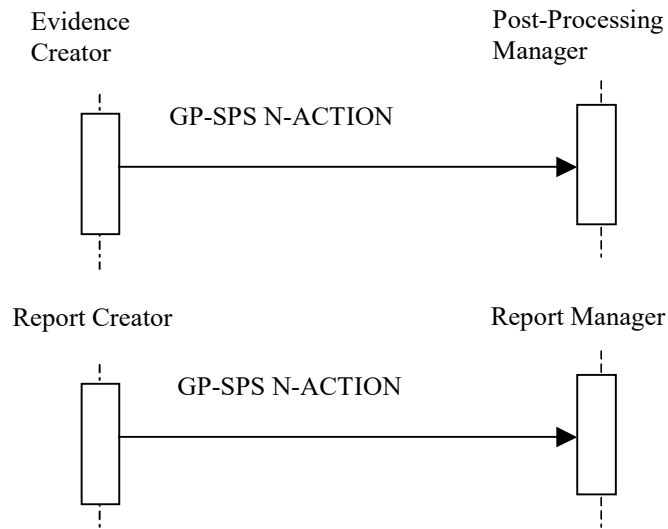 Evidence
Creator
Post-Processing
Manager
GP-SPS N-ACTION
Report Creator
Report Manager
GP-SPS N-ACTION